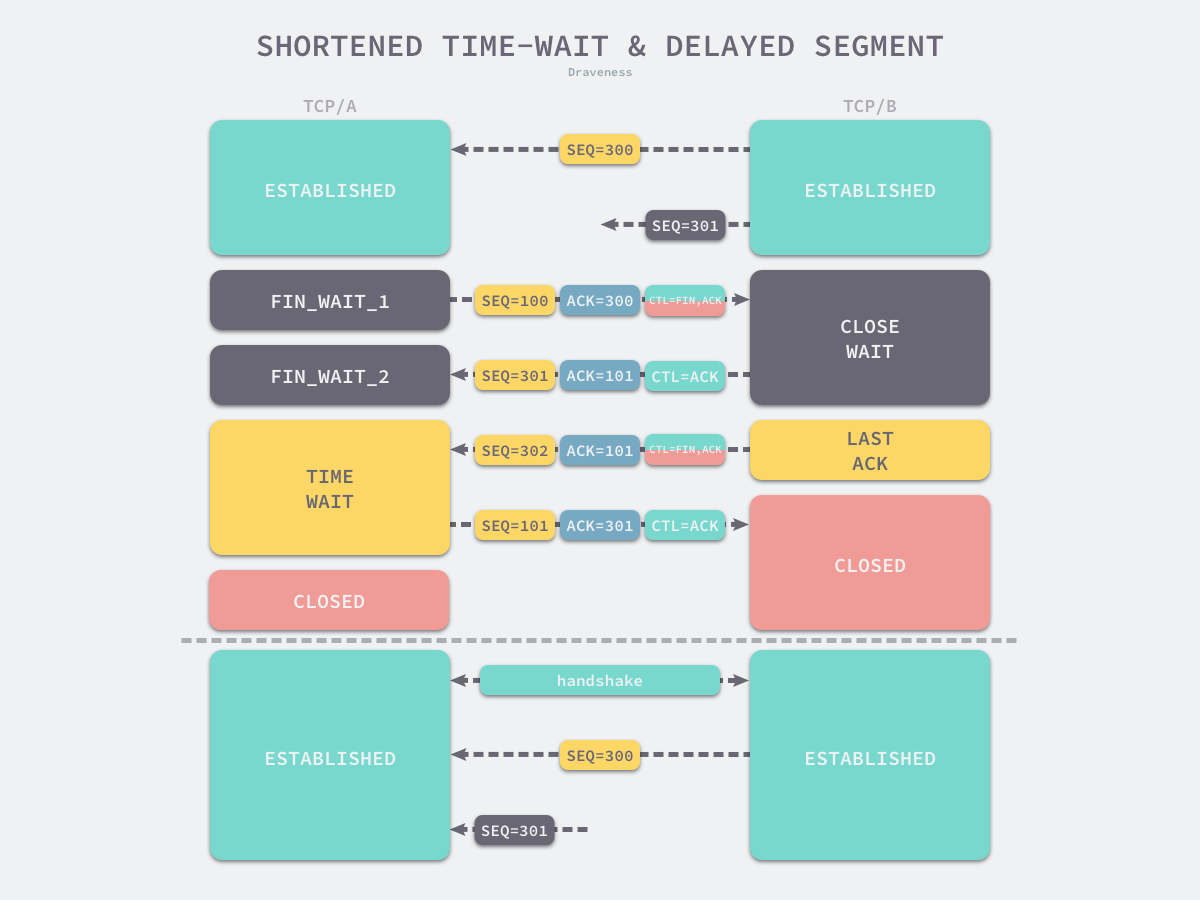 SHORTENED TIME-WAIT & DELAYED SEGMENT
Draveness
TCP/A
TCP/B
ESTABLISHED
SEQ=300
ESTABLISHED
SEQ=301
FIN_WAIT_1
SEQ=100
ACK=300
CTL=FIN,ACK
CLOSE
WAIT
FIN_WAIT_2
SEQ=301
ACK=101
CTL=ACK
TIME
WAIT
SEQ=302
ACK=101
CTL=FIN,ACK
LAST
ACK
SEQ=101
ACK=301
CTL=ACK
CLOSED
CLOSED
handshake
ESTABLISHED
SEQ=300
ESTABLISHED
SEQ=301